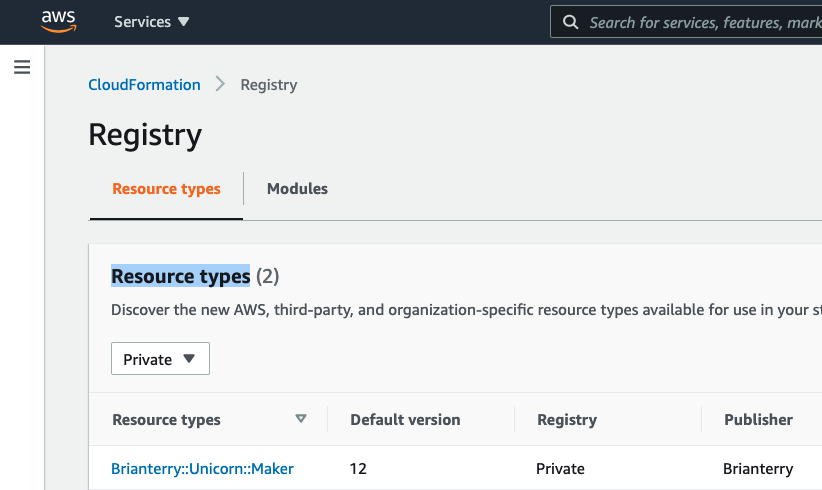 aws Services Search for services, features, mark
CloudFormation Registry
Registry
Resource types Modules
Resource types (2)
Discover the new AWS, third-party, and organization-specific resource types available for use in your st
Private
Resource types Default version Registry Publisher
Brianterry::Unicorn::Maker 12 Private Brianterry